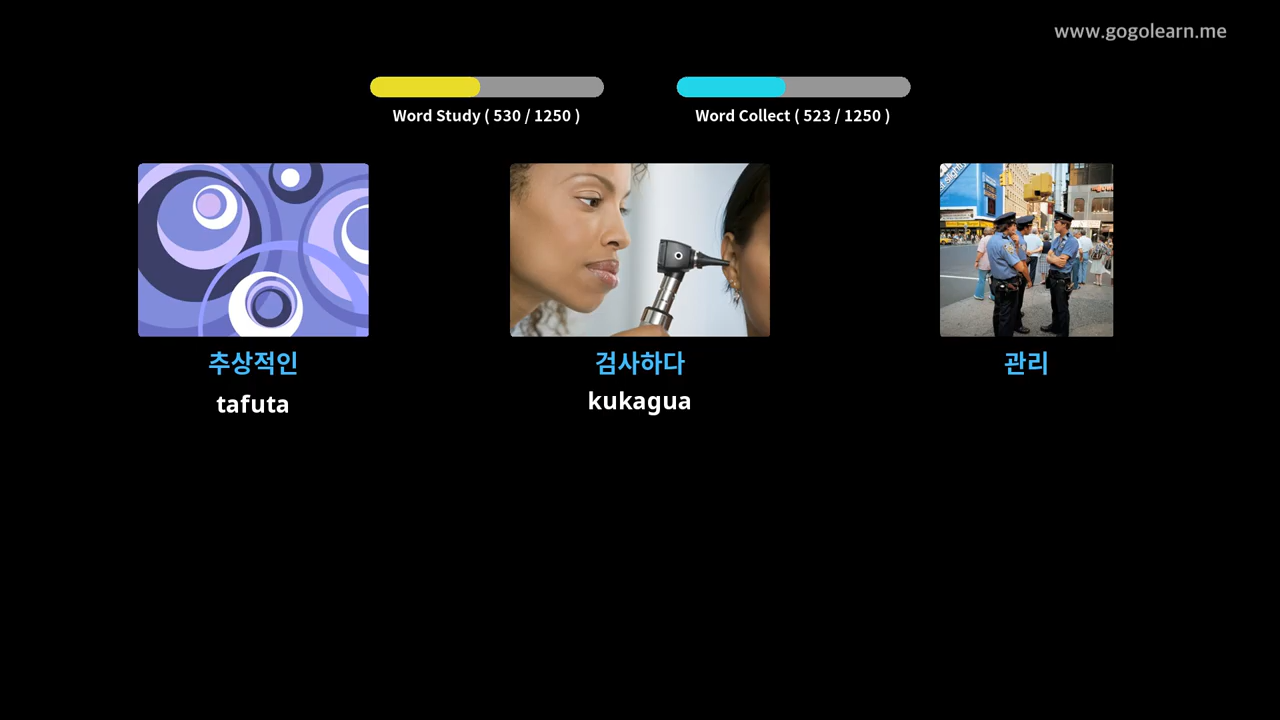 www.gogolearn.me
Word Study ( 530 / 1250 )
Word Collect ( 523 / 1250 )
추상적인
검사하다
관리
tafuta
kukagua